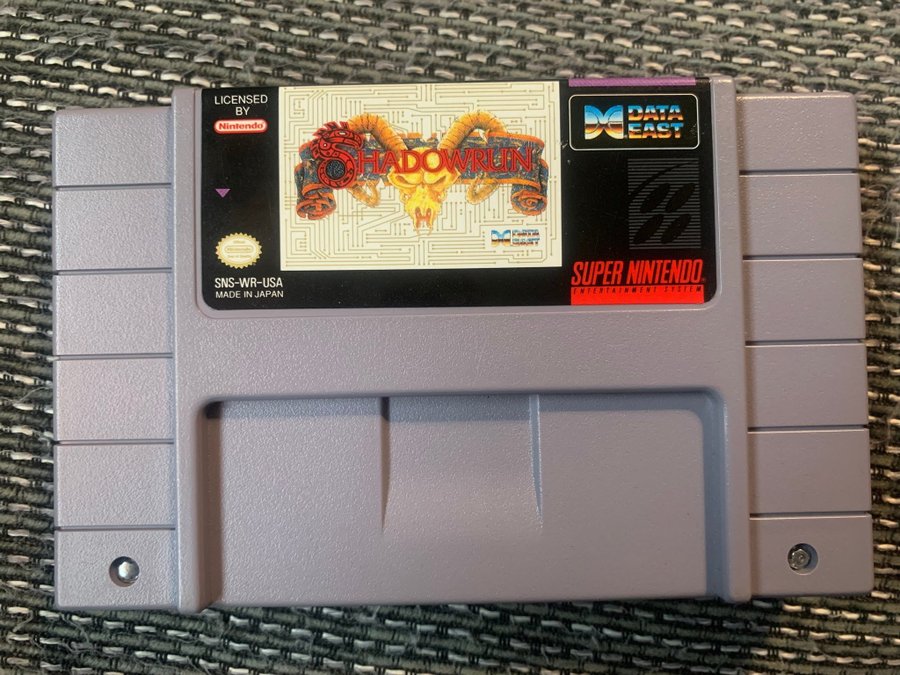 LICENSED
BY
Nintendo
SHADOWRUN
DATA
EAST
DATA
EAST
SNS-WR-USA
MADE IN JAPAN
SUPER NINTENDO
ENTERTAINMENT SYSTEM